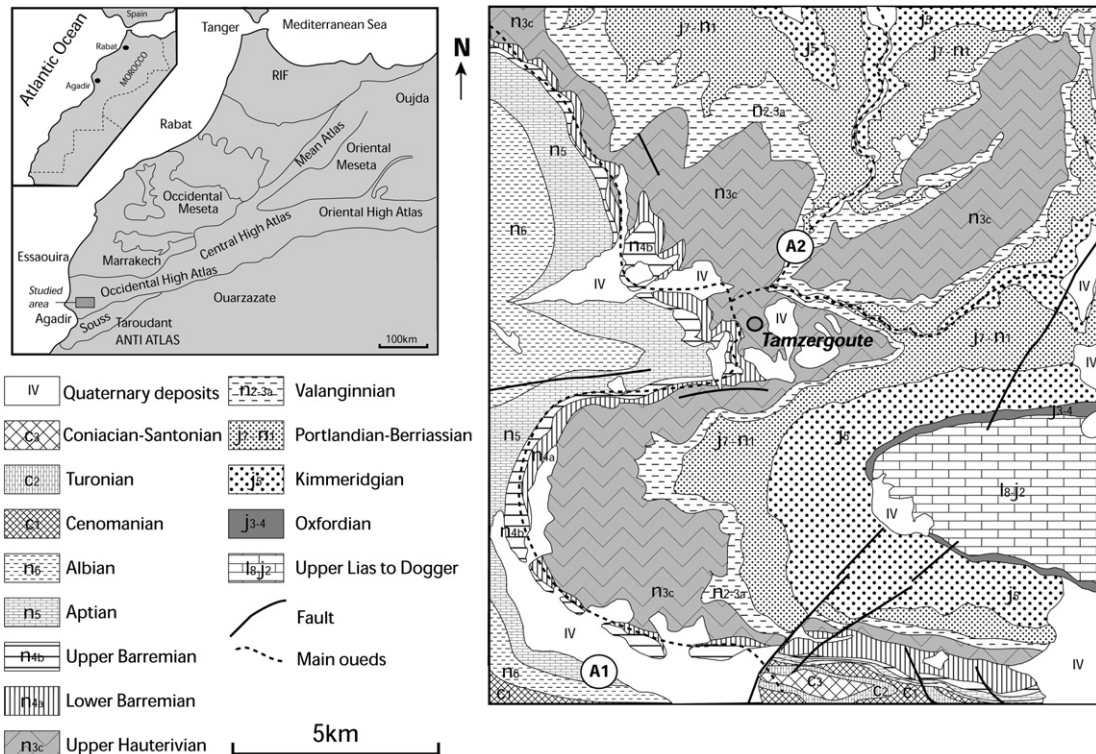 Atlantic Ocean
Spain
Rabat
Agadir
MOROCCO
Tanger
Mediterranean Sea
RIF
Oujda
Rabat
Mean Atlas
Oriental
Meseta
Occidental
Meseta
Oriental High Atlas
Central High Atlas
Essaouira
Marrakech
Occidental High Atlas
Studied
area
Ouarzazate
Agadir
Souss
Taroudant
ANTI ATLAS
100km
IV Quaternary deposits
C3 Coniacian-Santonian
C2 Turonian
C1 Cenomanian
n6 Albian
n5 Aptian
n4b Upper Barremian
n4a Lower Barremian
n3c Upper Hauterivian
n2-3a Valanginnian
j7-n1 Portlandian-Berriassian
j5 Kimmeridgian
j3-4 Oxfordian
l8-j2 Upper Lias to Dogger
Fault
Main oueds
5km
N
n3c
j7-n1
j5
j5
j7-n1
n2-3a
n5
n3c
n3c
n6
n4b
A2
IV
IV
IV
IV
Tamzergoute
j7-n1
IV
j3-4
n5
j7-n1
j5
n4a
l8-j2
IV
n4b
n3c
n2-3a
j5
IV
A1
IV
n6
C1
C3
C2
C1